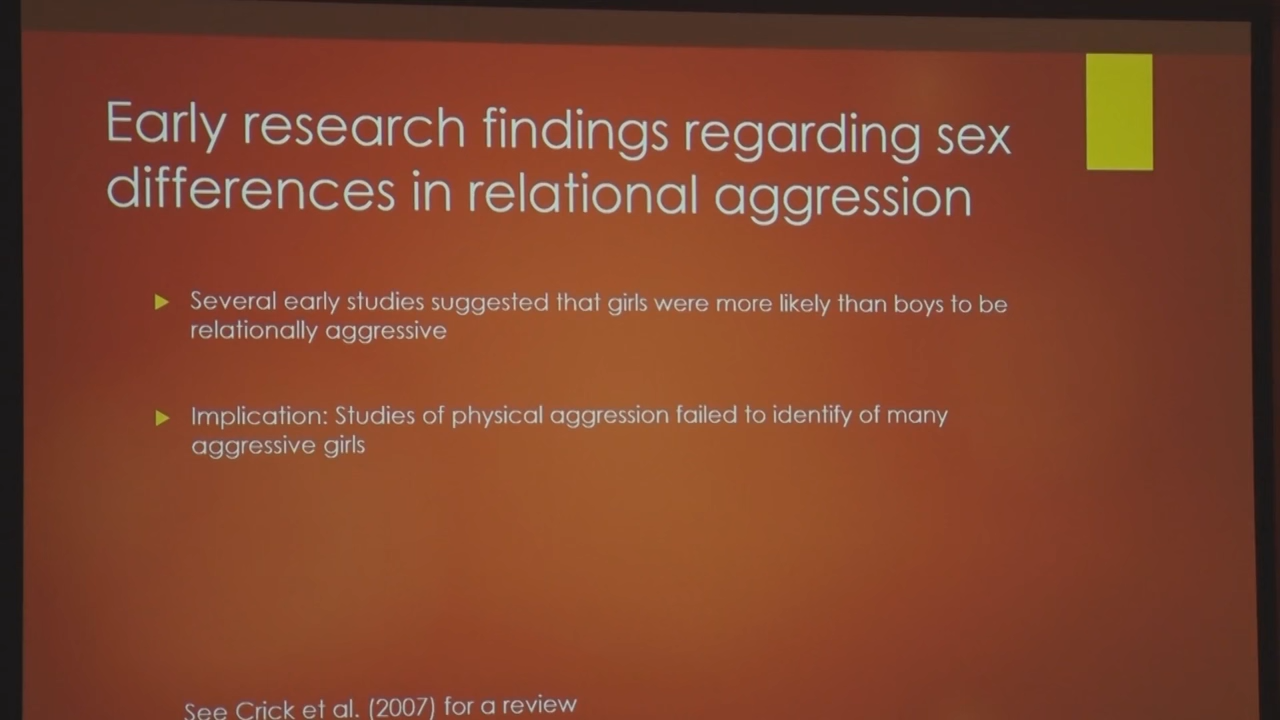 Early research findings regarding sex
differences in relational aggression
Several early studies suggested that girls were more likely than boys to be
relationally aggressive
Implication: Studies of physical aggression failed to identify of many
aggressive girls
See Crick et al. (2007) for a review